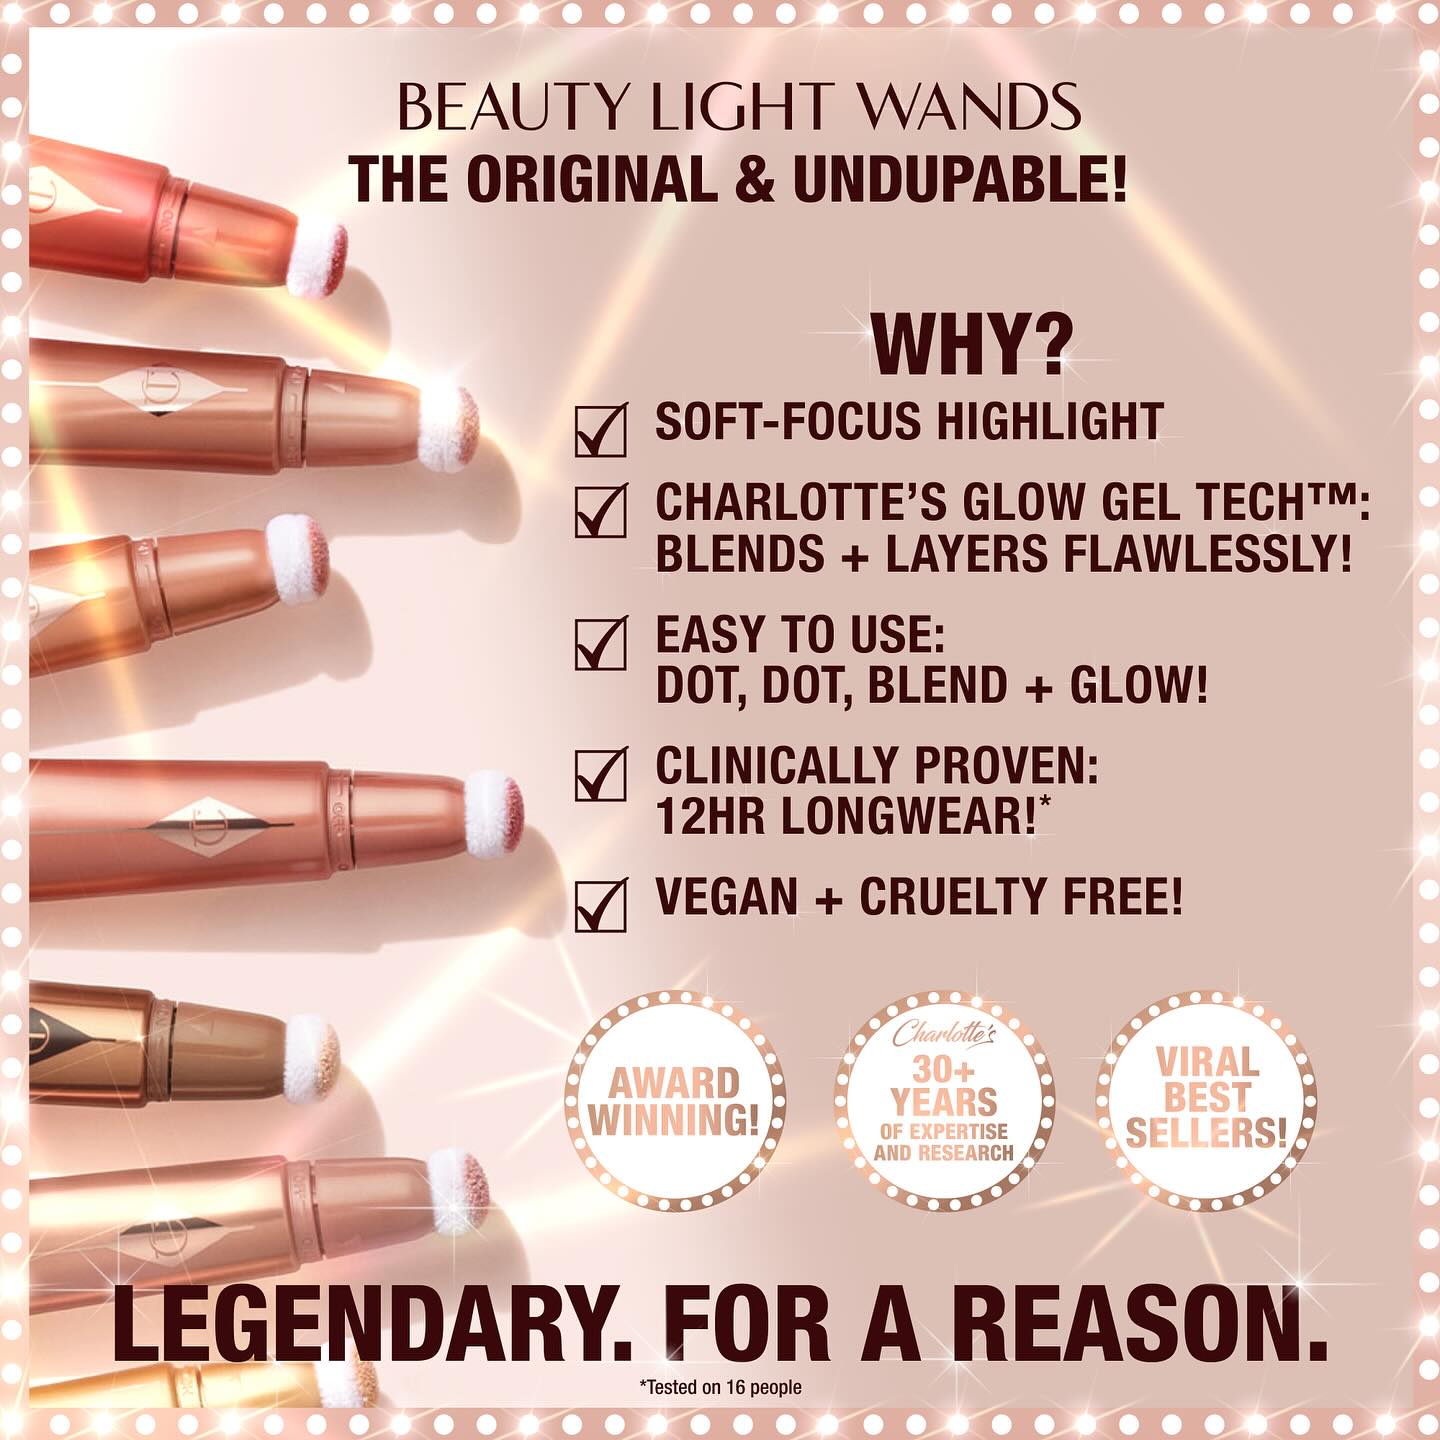 BEAUTY LIGHT WANDS
THE ORIGINAL & UNDUPABLE!
WHY?
SOFT-FOCUS HIGHLIGHT
CHARLOTTE’S GLOW GEL TECH™:
BLENDS + LAYERS FLAWLESSLY!
EASY TO USE:
DOT, DOT, BLEND + GLOW!
CLINICALLY PROVEN:
12HR LONGWEAR!*
VEGAN + CRUELTY FREE!
AWARD
WINNING!
Charlotte's
30+
YEARS
OF EXPERTISE
AND RESEARCH
VIRAL
BEST
SELLERS!
LEGENDARY. FOR A REASON.
*Tested on 16 people